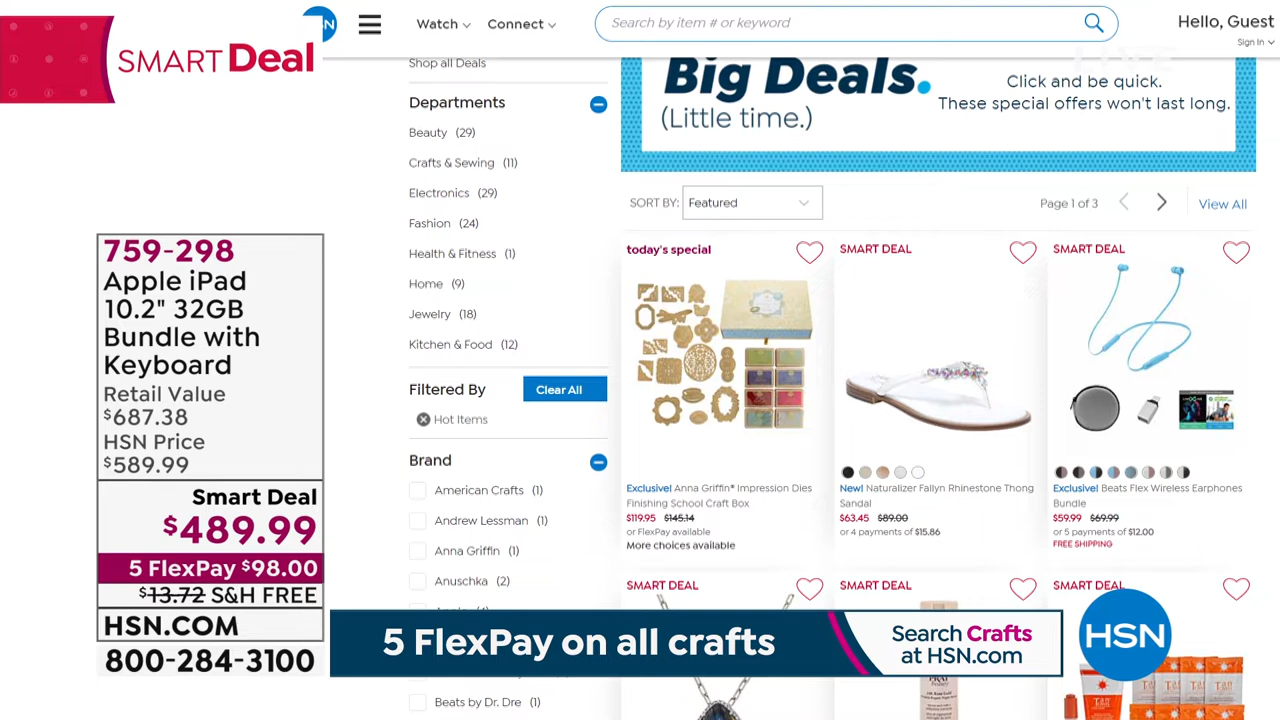 SMART Deal
Watch
Connect
Search by item # or keyword
Hello, Guest
Sign In
LIVE
Shop all Deals
Departments
Beauty (29)
Crafts & Sewing (11)
Electronics (29)
Fashion (24)
Health & Fitness (1)
Home (9)
Jewelry (18)
Kitchen & Food (12)
Filtered By
Clear All
Hot Items
Brand
American Crafts (1)
Andrew Lessman (1)
Anna Griffin (1)
Anuschka (2)
Beats by Dr. Dre (1)
Big Deals.
(Little time.)
Click and be quick.
These special offers won't last long.
SORT BY: Featured
Page 1 of 3
View All
today's special
Exclusive! Anna Griffin® Impression Dies
Finishing School Craft Box
$119.95 $145.14
or FlexPay available
More choices available
SMART DEAL
New! Naturalizer Fallyn Rhinestone Thong
Sandal
$63.45 $89.00
or 4 payments of $15.86
SMART DEAL
Exclusive! Beats Flex Wireless Earphones
Bundle
$59.99 $69.99
or 5 payments of $12.00
FREE SHIPPING
SMART DEAL
SMART DEAL
SMART DEAL
759-298
Apple iPad
10.2" 32GB
Bundle with
Keyboard
Retail Value
$687.38
HSN Price
$589.99
Smart Deal
$489.99
5 FlexPay $98.00
$13.72 S&H FREE
HSN.COM
800-284-3100
5 FlexPay on all crafts
Search Crafts
at HSN.com
HSN